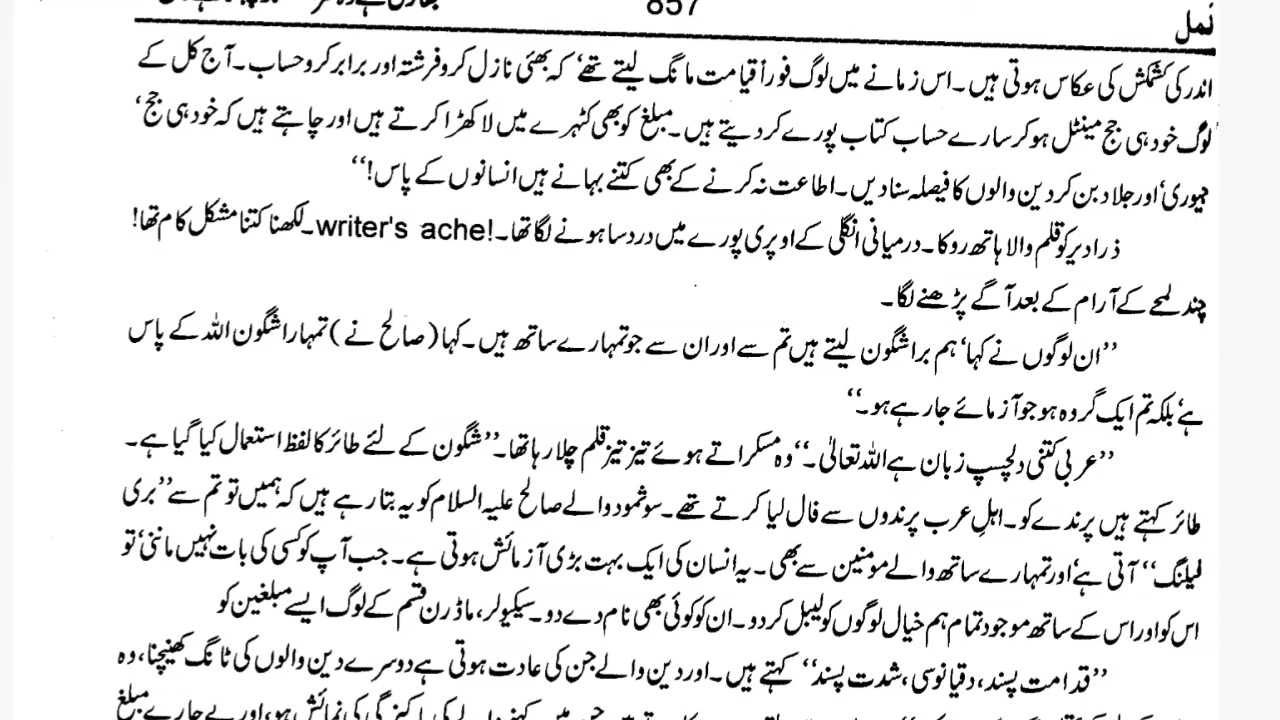 857
نمل
اندر کی کشمکش کی عکاس ہوتی ہیں۔ اس زمانے میں لوگ فوراً قیامت مانگ لیتے تھے‘ کہ بھئی نازل کرو فرشتہ اور برابر کرو حساب۔ آج کل کے
لوگ خود ہی جج مینٹل ہو کر سارے حساب کتاب پورے کر دیتے ہیں۔ مبلغ کو بھی کٹہرے میں لا کھڑا کرتے ہیں اور چاہتے ہیں کہ خود ہی جج‘
جیوری‘ اور جلاد بن کر دین والوں کا فیصلہ سنا دیں۔ اطاعت نہ کرنے کے بھی کتنے بہانے ہیں انسانوں کے پاس!‘‘
ذرا دیر کو قلم والا ہاتھ روکا۔ درمیانی انگلی کے اوپری پورے میں درد سا ہونے لگا تھا۔ !writer's ache۔ لکھنا کتنا مشکل کام تھا!
چند لمحے کے آرام کے بعد آگے پڑھنے لگا۔
’’ان لوگوں نے کہا‘ ہم برا شگون لیتے ہیں تم سے اور ان سے جو تمہارے ساتھ ہیں۔ کہا (صالح نے) تمہارا شگون اللہ کے پاس
ہے‘ بلکہ تم ایک گروہ ہو جو آزمائے جا رہے ہو۔‘‘
’’عربی کتنی دلچسپ زبان ہے اللہ تعالیٰ۔‘‘ وہ مسکراتے ہوئے تیز تیز قلم چلا رہا تھا۔ ’’شگون کے لئے طائر کا لفظ استعمال کیا گیا ہے۔
طائر کہتے ہیں پرندے کو۔ اہلِ عرب پرندوں سے فال لیا کرتے تھے۔ سو ثمود والے صالح علیہ السلام کو یہ بتا رہے ہیں کہ ہمیں تو تم سے ’’بری
فیلنگ‘‘ آتی ہے‘ اور تمہارے ساتھ والے مومنین سے بھی۔ یہ انسان کی ایک بہت بڑی آزمائش ہوتی ہے۔ جب آپ کو کسی کی بات نہیں ماننی‘ تو
اس کو اور اس کے ساتھ موجود تمام ہم خیال لوگوں کو لیبل کر دو۔ ان کو کوئی بھی نام دے دو۔ سیکیولر، ماڈرن قسم کے لوگ ایسے مبلغین کو
’’قدامت پسند، دقیانوسی، شدت پسند‘‘ کہتے ہیں۔ اور دین والے جن کی عادت ہوتی ہے دوسرے دین والوں کی ٹانگ کھینچنا، وہ
کی پاکیزگی کی نمائش ہو، اور بے چارے مبلغ